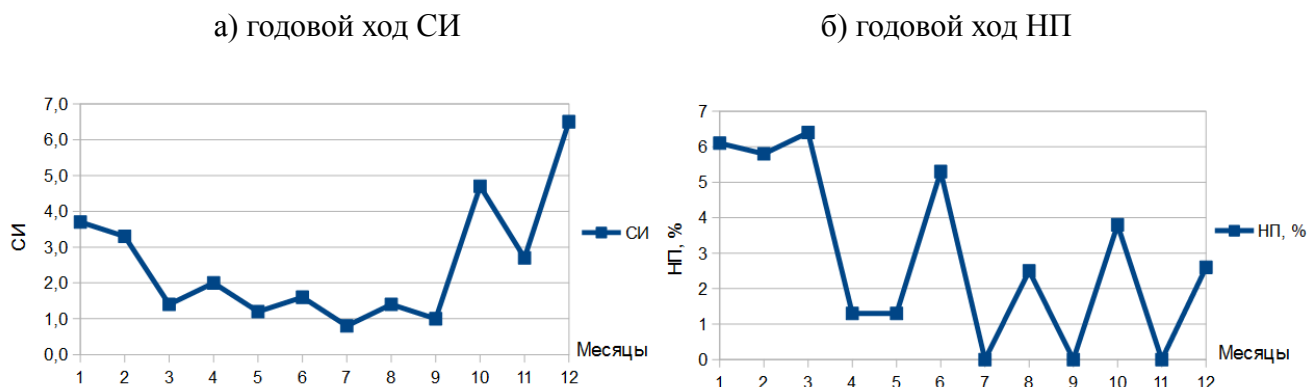 а) годовой ход СИ
б) годовой ход НП
7,0
6,0
5,0
4,0
3,0
2,0
1,0
0,0
СИ
1 2 3 4 5 6 7 8 9 10 11 12
Месяцы
СИ
7
6
5
4
3
2
1
0
НП, %
1 2 3 4 5 6 7 8 9 10 11 12
Месяцы
НП, %